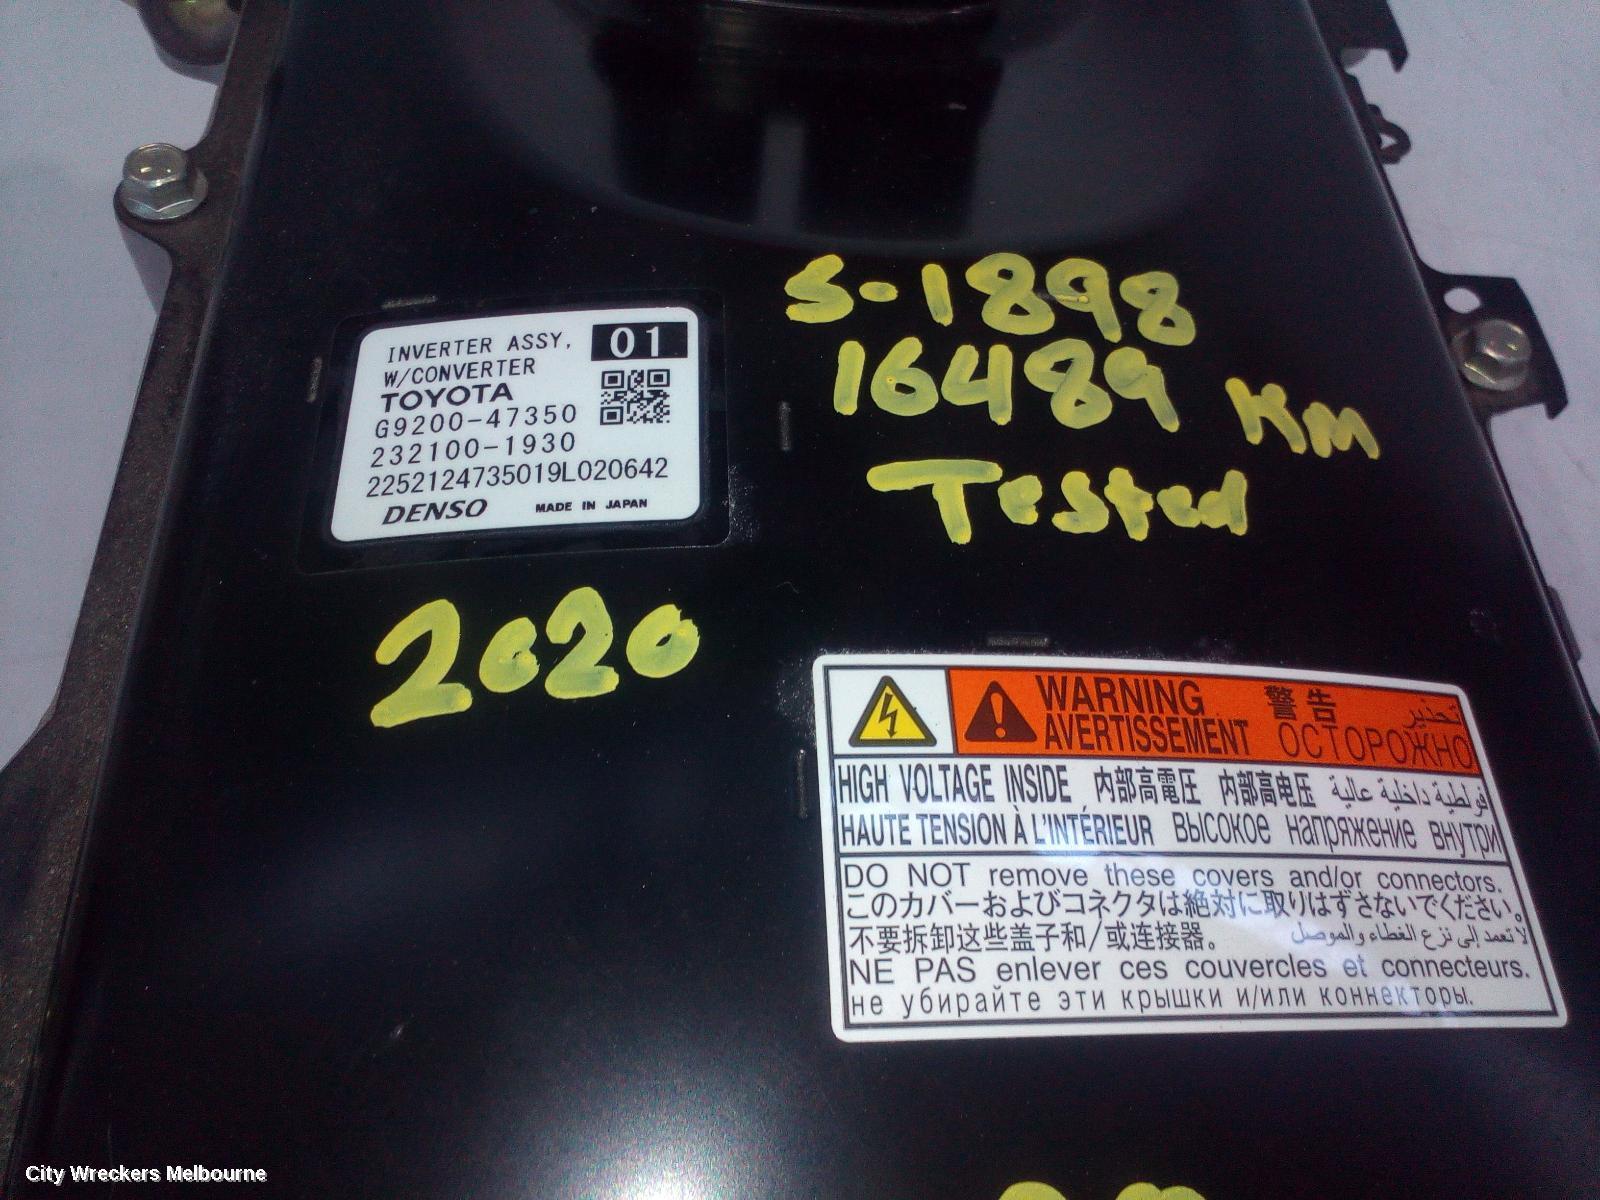 INVERTER ASSY,
W/CONVERTER
01
TOYOTA
G9200-47350
232100-1930
2252124735019L020642
DENSO MADE IN JAPAN
S-1898
16489 Km
Tested
2020
WARNING 警告 تحذير
AVERTISSEMENT ОСТОРОЖНО
HIGH VOLTAGE INSIDE 内部高電圧 内部高电压 فولطية داخلية عالية
HAUTE TENSION À L'INTÉRIEUR высокое напряжение внутри
DO NOT remove these covers and/or connectors.
このカバーおよびコネクタは絶対に取りはずさないでください。
不要拆卸这些盖子和/或连接器。 لا تعمد إلى نزع الغطاء والموصل
NE PAS enlever ces couvercles et connecteurs.
не убирайте эти крышки и/или коннекторы.
City Wreckers Melbourne